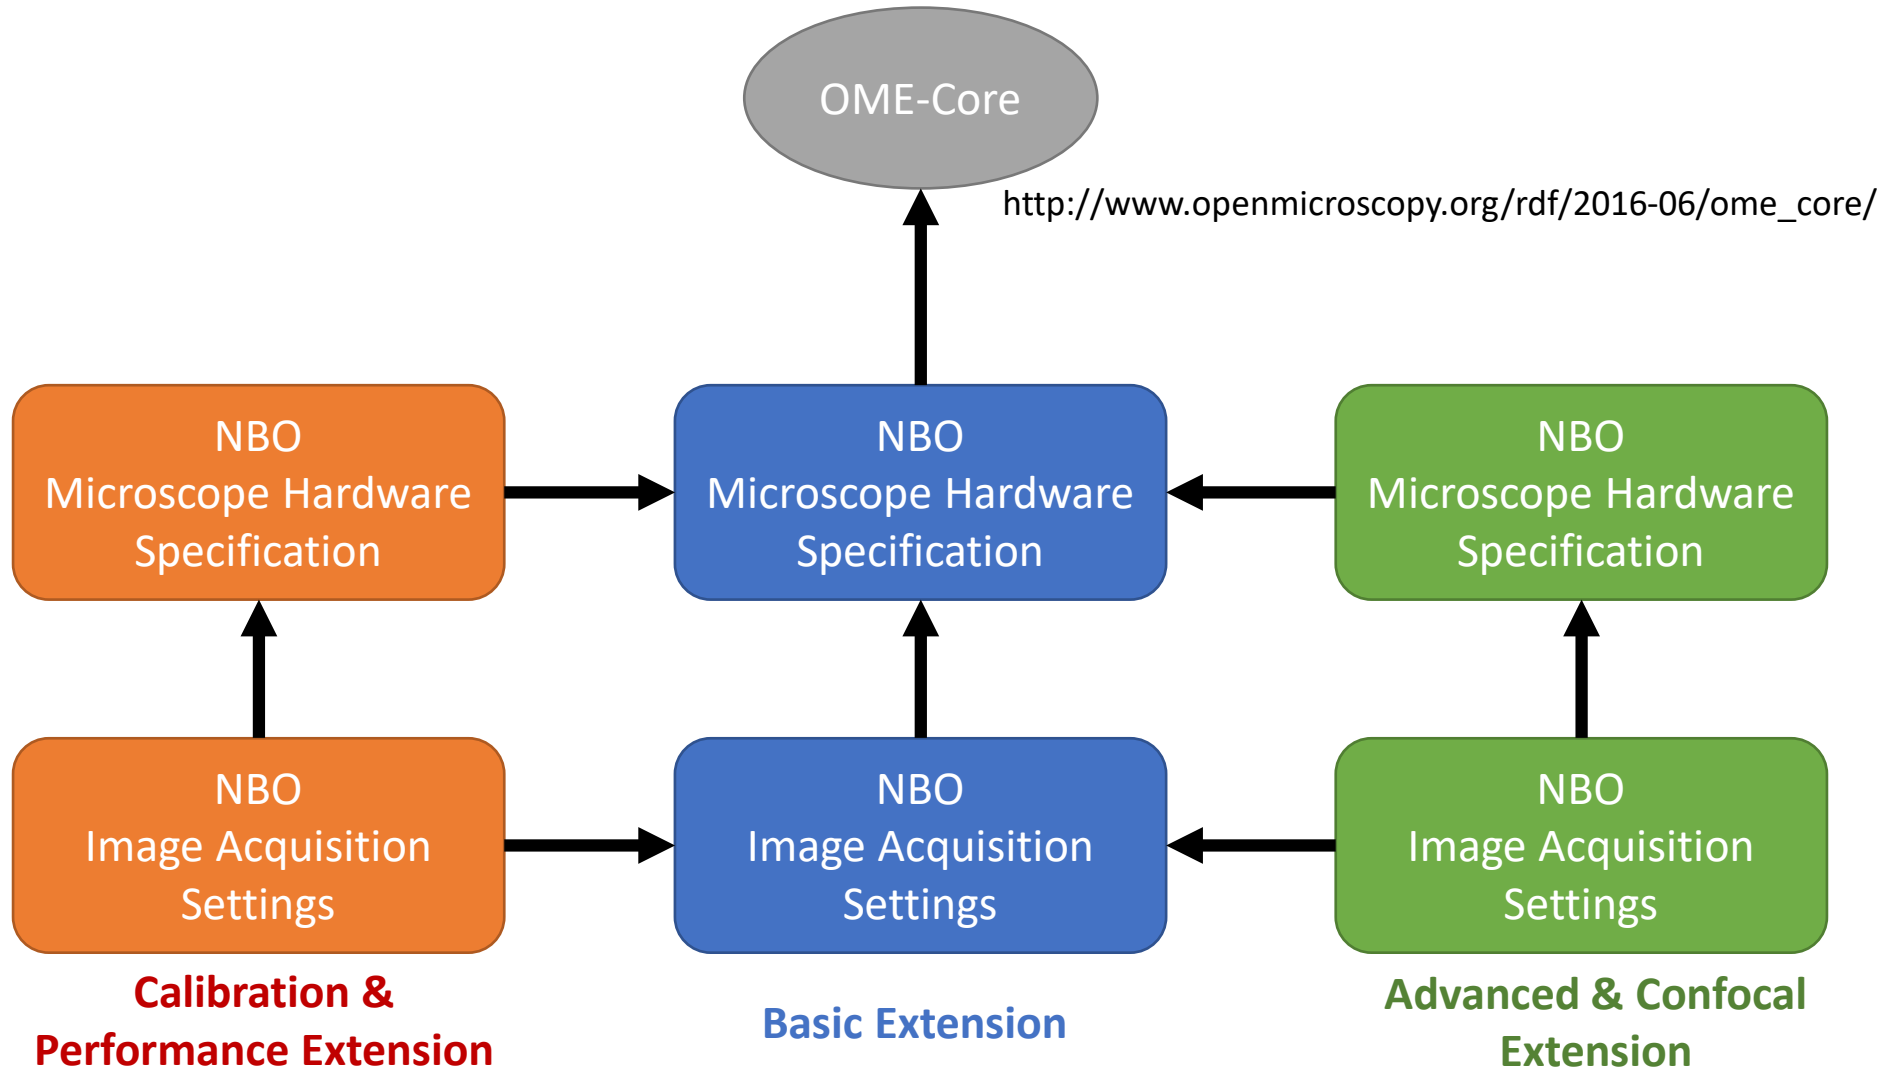 OME-Core
http://www.openmicroscopy.org/rdf/2016-06/ome_core/
NBO
Microscope Hardware
Specification
NBO
Microscope Hardware
Specification
NBO
Microscope Hardware
Specification
NBO
Image Acquisition
Settings
NBO
Image Acquisition
Settings
NBO
Image Acquisition
Settings
Calibration &
Performance Extension
Basic Extension
Advanced & Confocal
Extension